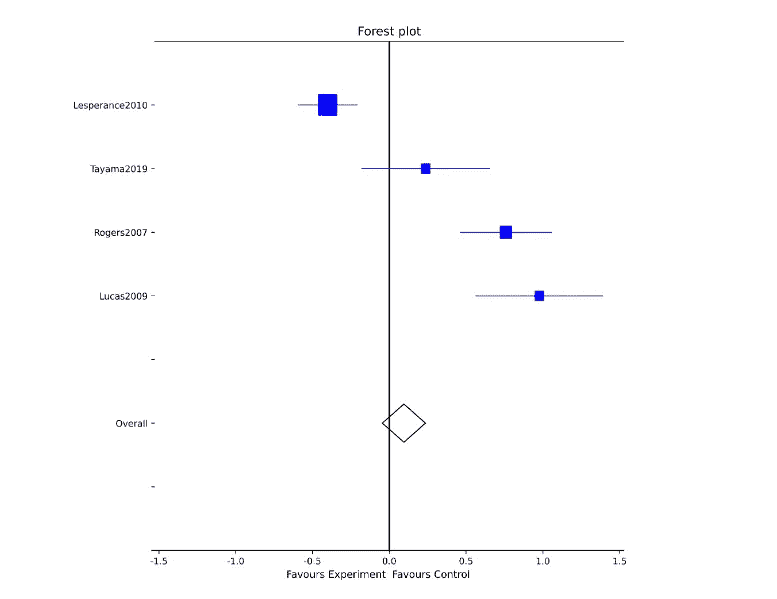 Forest plot
Lesperance2010
Tayama2019
Rogers2007
Lucas2009
Overall
-1.5 -1.0 -0.5 0.0 0.5 1.0 1.5
Favours Experiment Favours Control